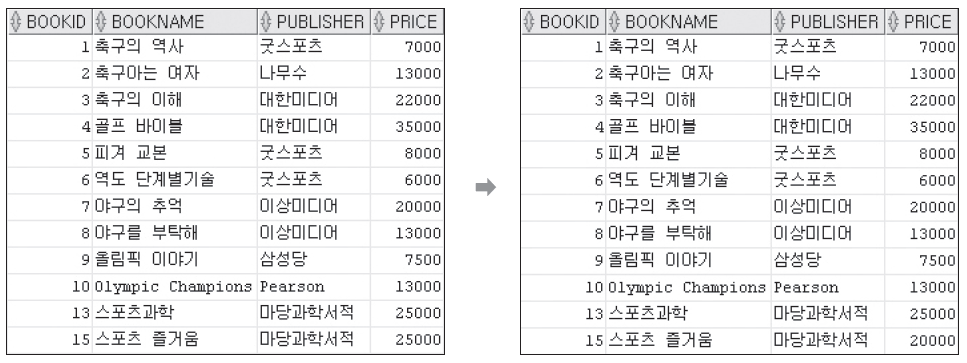 BOOKID BOOKNAME PUBLISHER PRICE
1 축구의 역사 굿스포츠 7000
2 축구아는 여자 나무수 13000
3 축구의 이해 대한미디어 22000
4 골프 바이블 대한미디어 35000
5 피겨 교본 굿스포츠 8000
6 역도 단계별기술 굿스포츠 6000
7 야구의 추억 이상미디어 20000
8 야구를 부탁해 이상미디어 13000
9 올림픽 이야기 삼성당 7500
10 Olympic Champions Pearson 13000
13 스포츠과학 마당과학서적 25000
15 스포츠 즐거움 마당과학서적 25000
BOOKID BOOKNAME PUBLISHER PRICE
1 축구의 역사 굿스포츠 7000
2 축구아는 여자 나무수 13000
3 축구의 이해 대한미디어 22000
4 골프 바이블 대한미디어 35000
5 피겨 교본 굿스포츠 8000
6 역도 단계별기술 굿스포츠 6000
7 야구의 추억 이상미디어 20000
8 야구를 부탁해 이상미디어 13000
9 올림픽 이야기 삼성당 7500
10 Olympic Champions Pearson 13000
13 스포츠과학 마당과학서적 25000
15 스포츠 즐거움 마당과학서적 20000